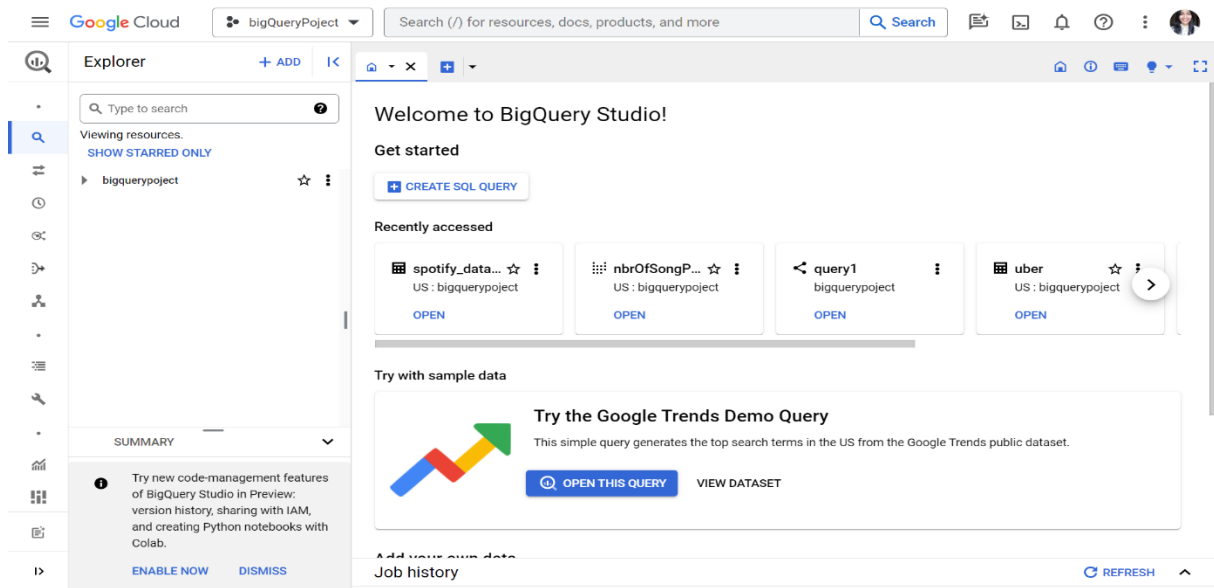 Google Cloud
bigQueryPoject
Search (/) for resources, docs, products, and more
Search
Explorer
+ ADD
Type to search
Viewing resources.
SHOW STARRED ONLY
bigquerypoject
Welcome to BigQuery Studio!
Get started
CREATE SQL QUERY
Recently accessed
spotify_data...
US : bigquerypoject
OPEN
nbrOfSongP...
US : bigquerypoject
OPEN
query1
bigquerypoject
OPEN
uber
US : bigquerypoject
OPEN
Try with sample data
Try the Google Trends Demo Query
This simple query generates the top search terms in the US from the Google Trends public dataset.
OPEN THIS QUERY
VIEW DATASET
SUMMARY
Try new code-management features
of BigQuery Studio in Preview:
version history, sharing with IAM,
and creating Python notebooks with
Colab.
ENABLE NOW
DISMISS
Add your own data
Job history
REFRESH